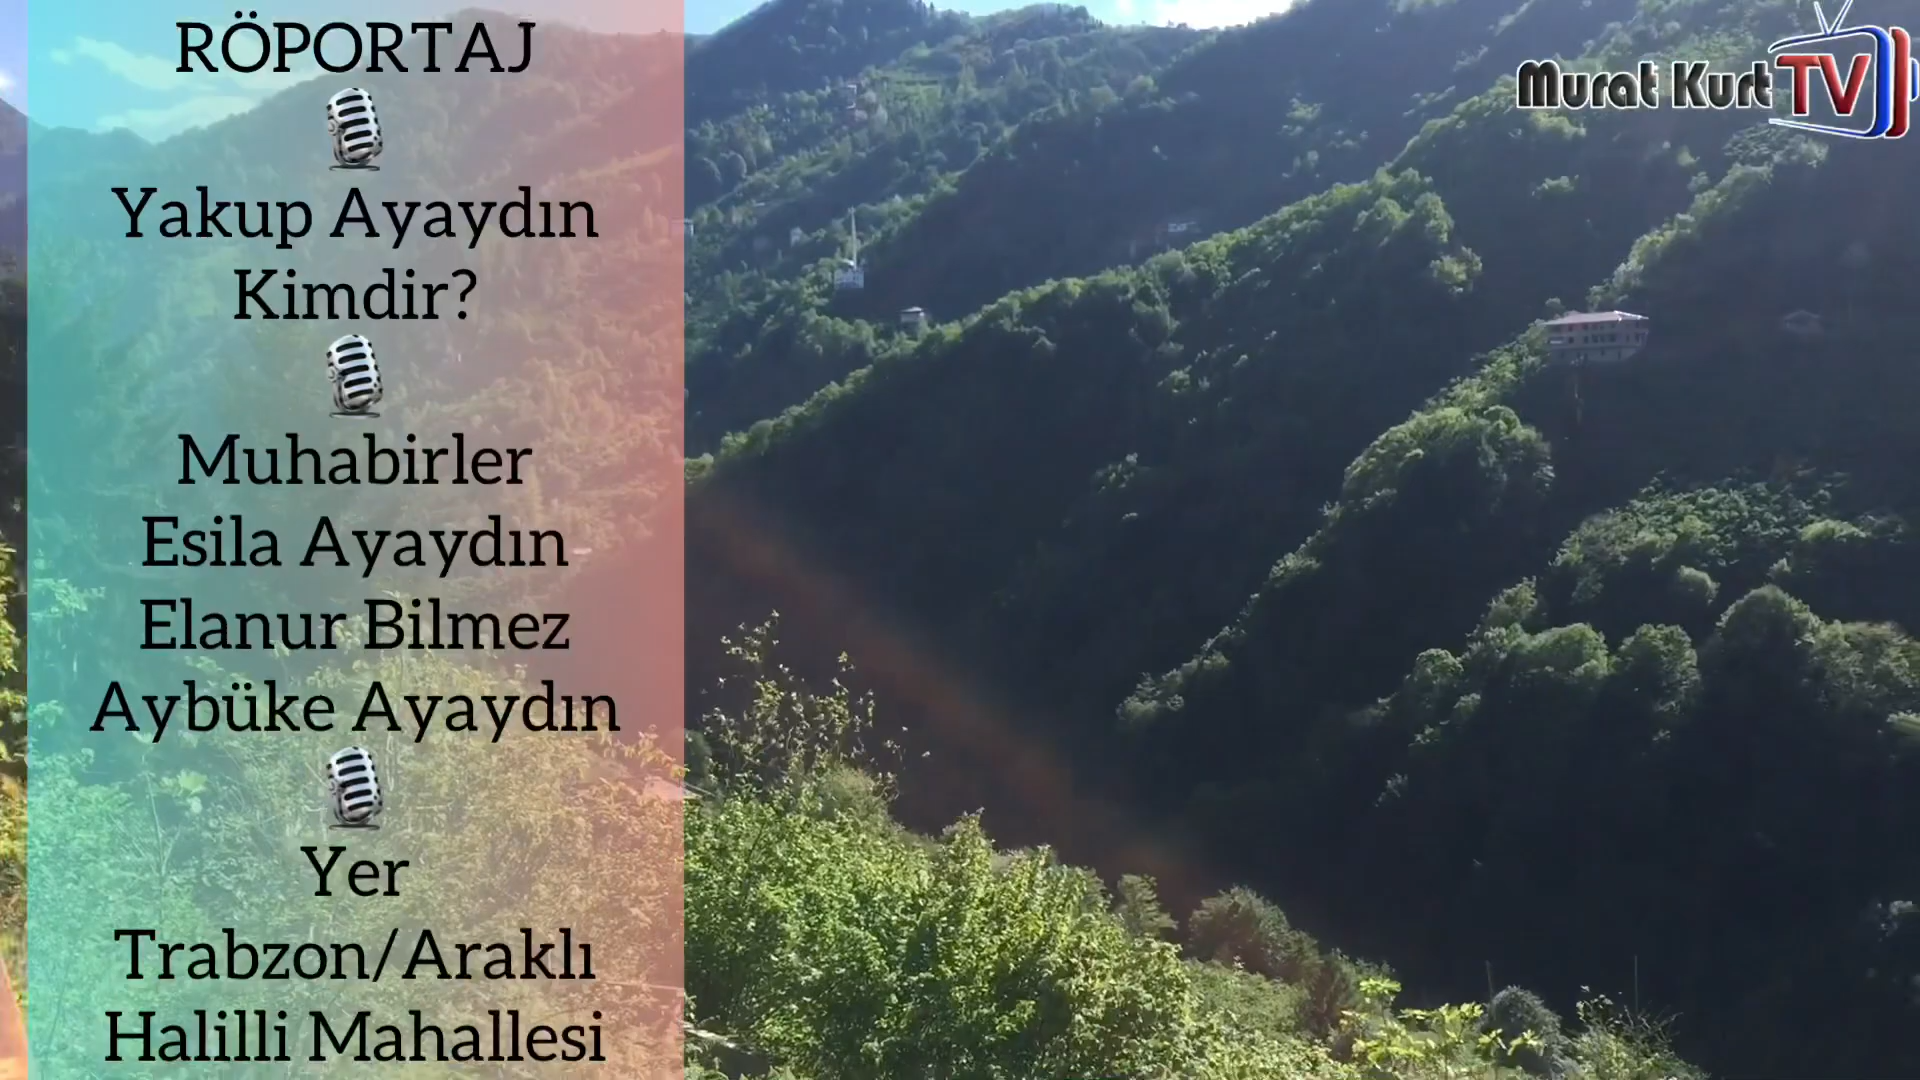 RÖPORTAJ
Yakup Ayaydın
Kimdir?
Muhabirler
Esila Ayaydın
Elanur Bilmez
Aybüke Ayaydın
Yer
Trabzon/Araklı
Halilli Mahallesi
Murat Kurt TV